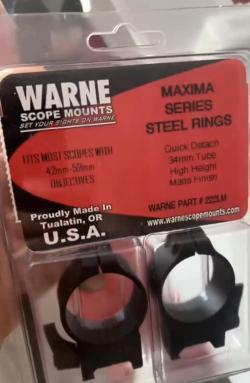 WARNE
SCOPE MOUNTS
SET YOUR SIGHTS ON WARNE
MAXIMA
SERIES
STEEL RINGS
FITS MOST SCOPES WITH
42mm-52mm
OBJECTIVES
Quick Detach
34mm Tube
High Height
Matte Finish
Proudly Made In
Tualatin, OR
U.S.A.
WARNE PART # 222LM
www.warnescopemounts.com